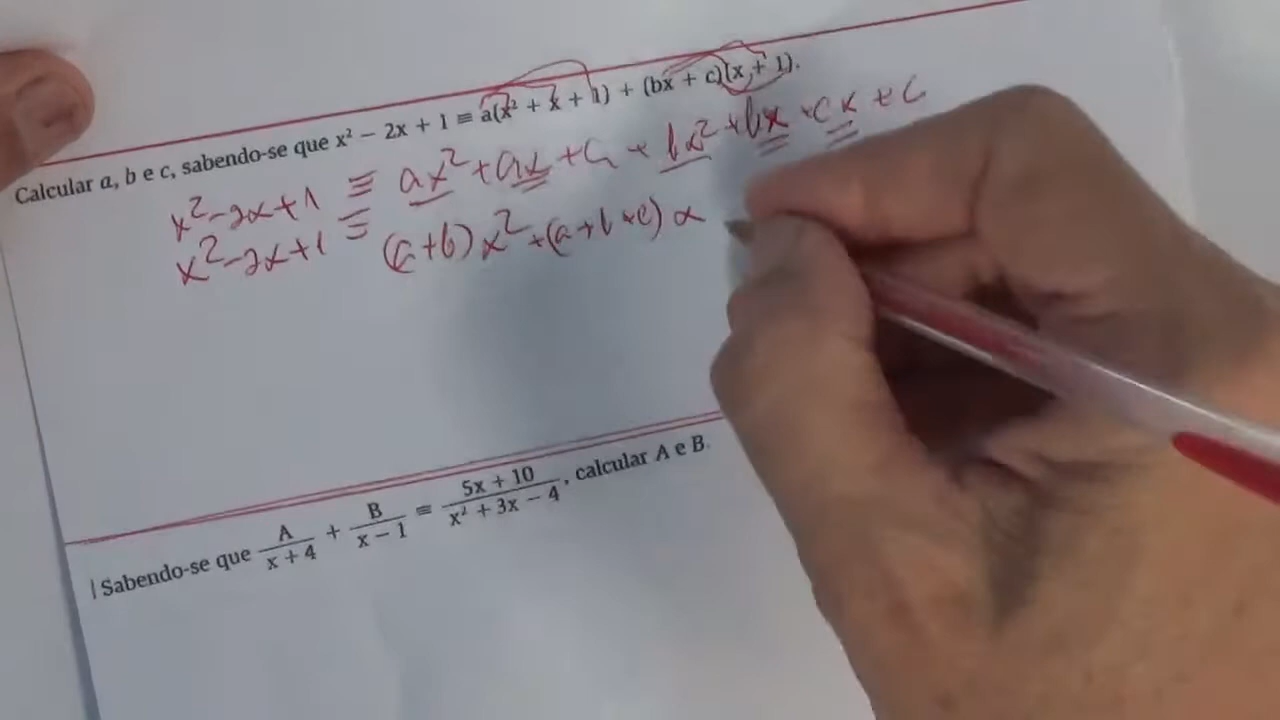 Calcular a, b e c, sabendo-se que x² − 2x + 1 ≡ a(x² + x + 1) + (bx + c)(x + 1).
x²-2x+1 ≡ ax²+ax+a+bx²+bx+cx+c
x²-2x+1 ≡ (a+b)x²+(a+b+c)x
| Sabendo-se que A/(x + 4) + B/(x − 1) ≡ (5x + 10)/(x² + 3x − 4), calcular A e B.